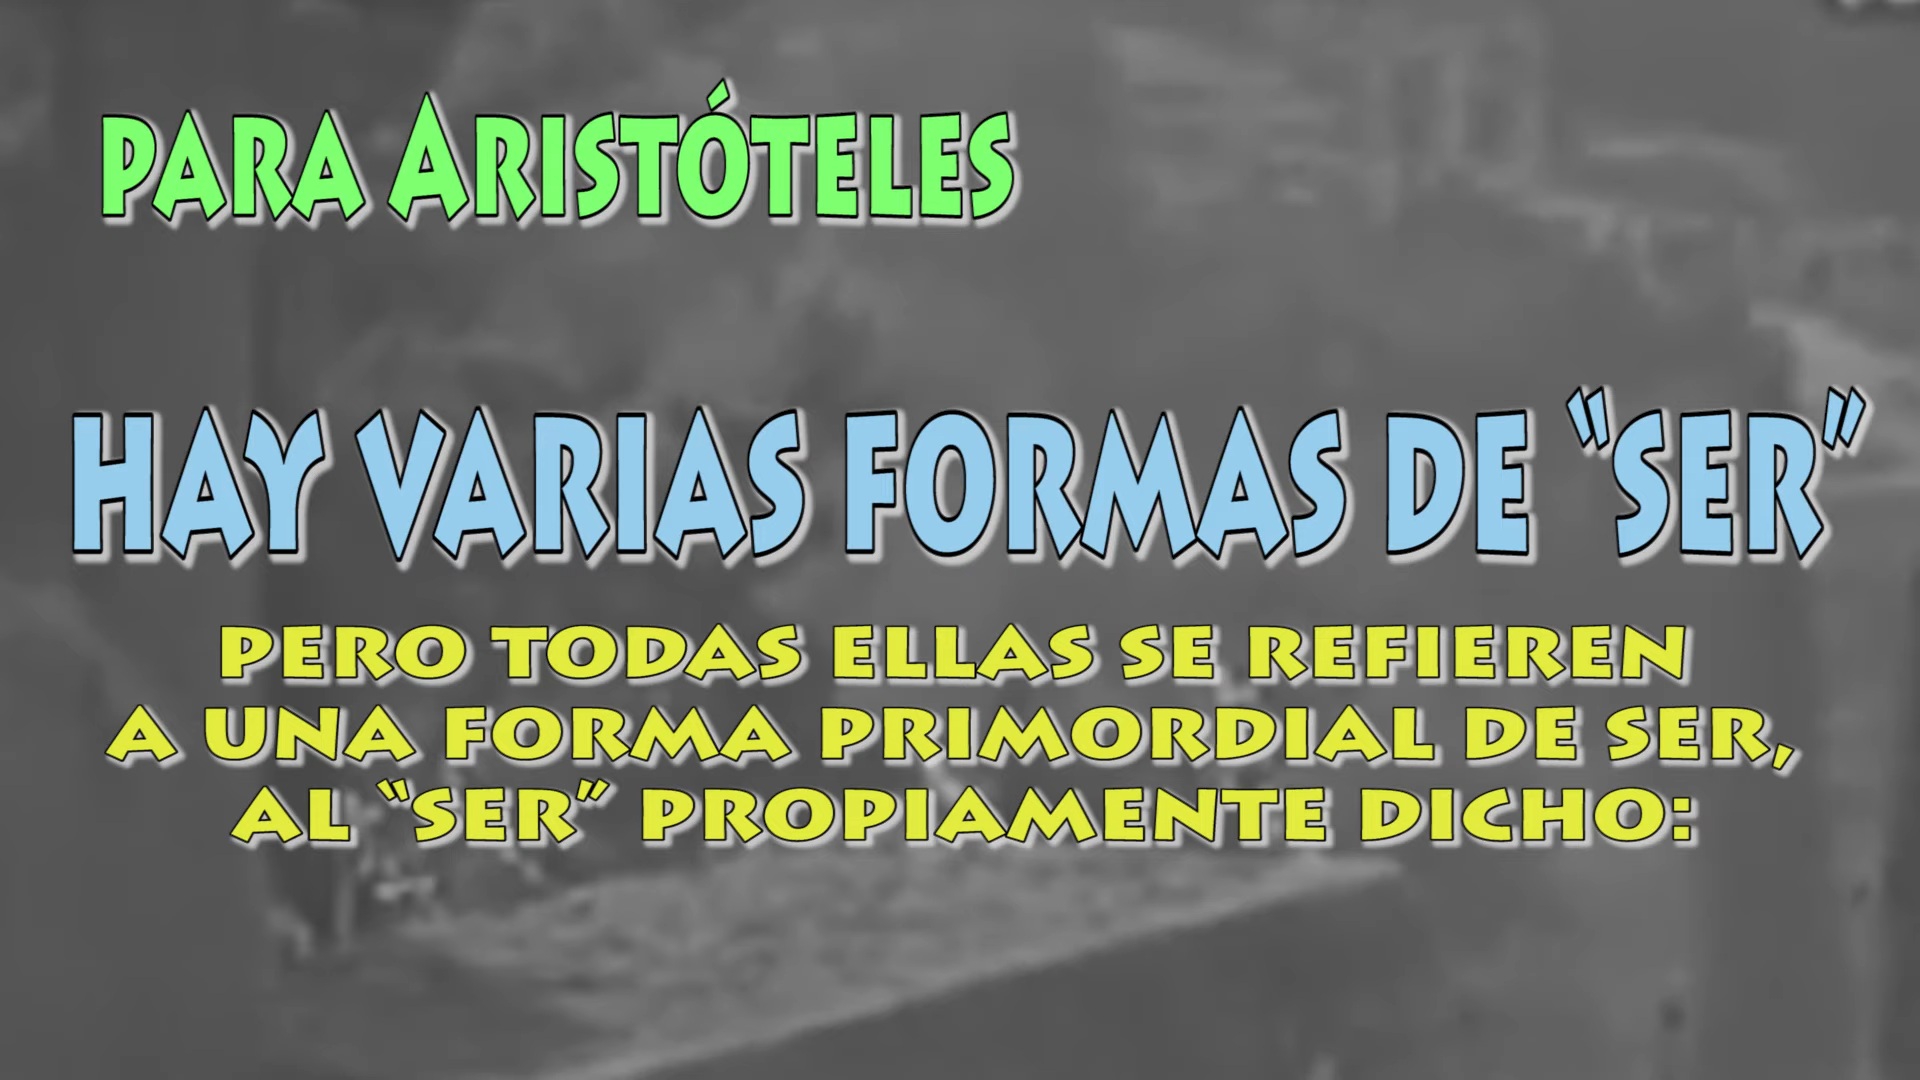 PARA ARISTÓTELES
HAY VARIAS FORMAS DE “SER”
PERO TODAS ELLAS SE REFIEREN
A UNA FORMA PRIMORDIAL DE SER,
AL “SER” PROPIAMENTE DICHO: